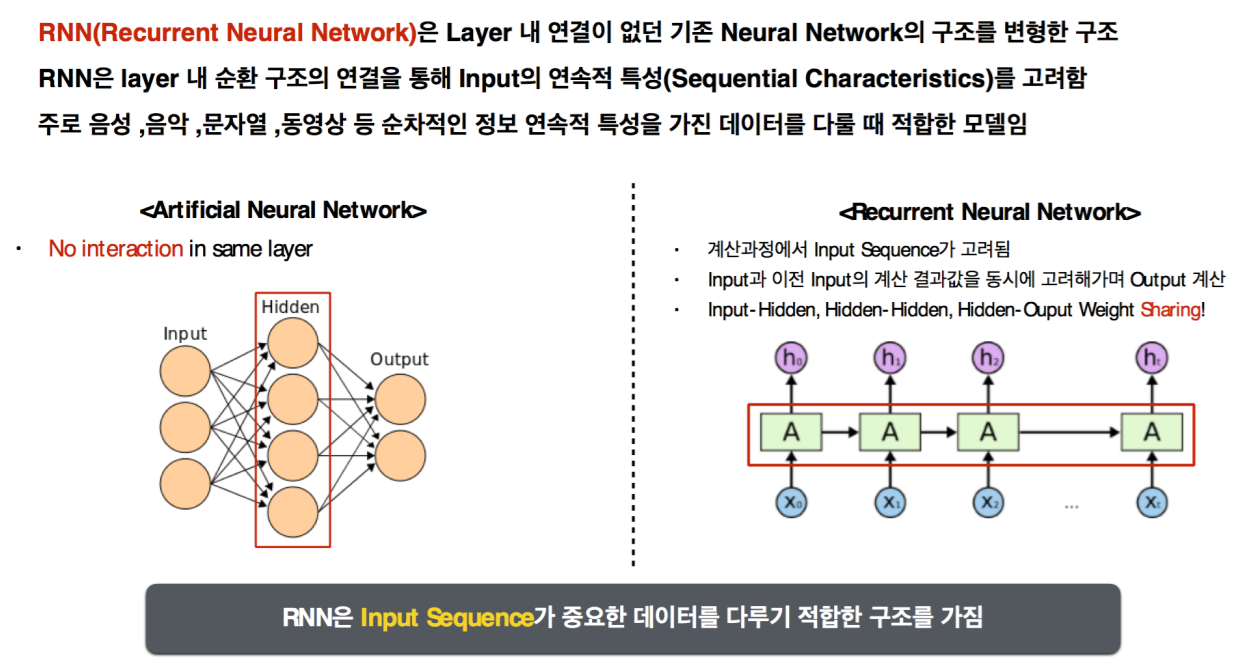 RNN(Recurrent Neural Network)은 Layer 내 연결이 없던 기존 Neural Network의 구조를 변형한 구조
RNN은 layer 내 순환 구조의 연결을 통해 Input의 연속적 특성(Sequential Characteristics)를 고려함
주로 음성 ,음악 ,문자열 ,동영상 등 순차적인 정보 연속적 특성을 가진 데이터를 다룰 때 적합한 모델임
<Artificial Neural Network>
· No interaction in same layer
Input
Hidden
Output
<Recurrent Neural Network>
· 계산과정에서 Input Sequence가 고려됨
· Input과 이전 Input의 계산 결과값을 동시에 고려해가며 Output 계산
· Input-Hidden, Hidden-Hidden, Hidden-Ouput Weight Sharing!
h₀ h₁ h₂ hₜ
A A A A
x₀ x₁ x₂ ... xₜ
RNN은 Input Sequence가 중요한 데이터를 다루기 적합한 구조를 가짐